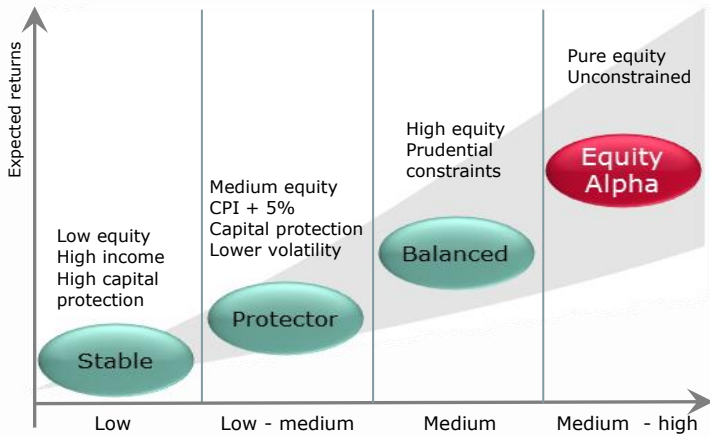 Expected returns
Pure equity
Unconstrained
High equity
Prudential
constraints
Equity
Alpha
Medium equity
CPI + 5%
Capital protection
Lower volatility
Low equity
High income
High capital
protection
Balanced
Protector
Stable
Low
Low - medium
Medium
Medium - high